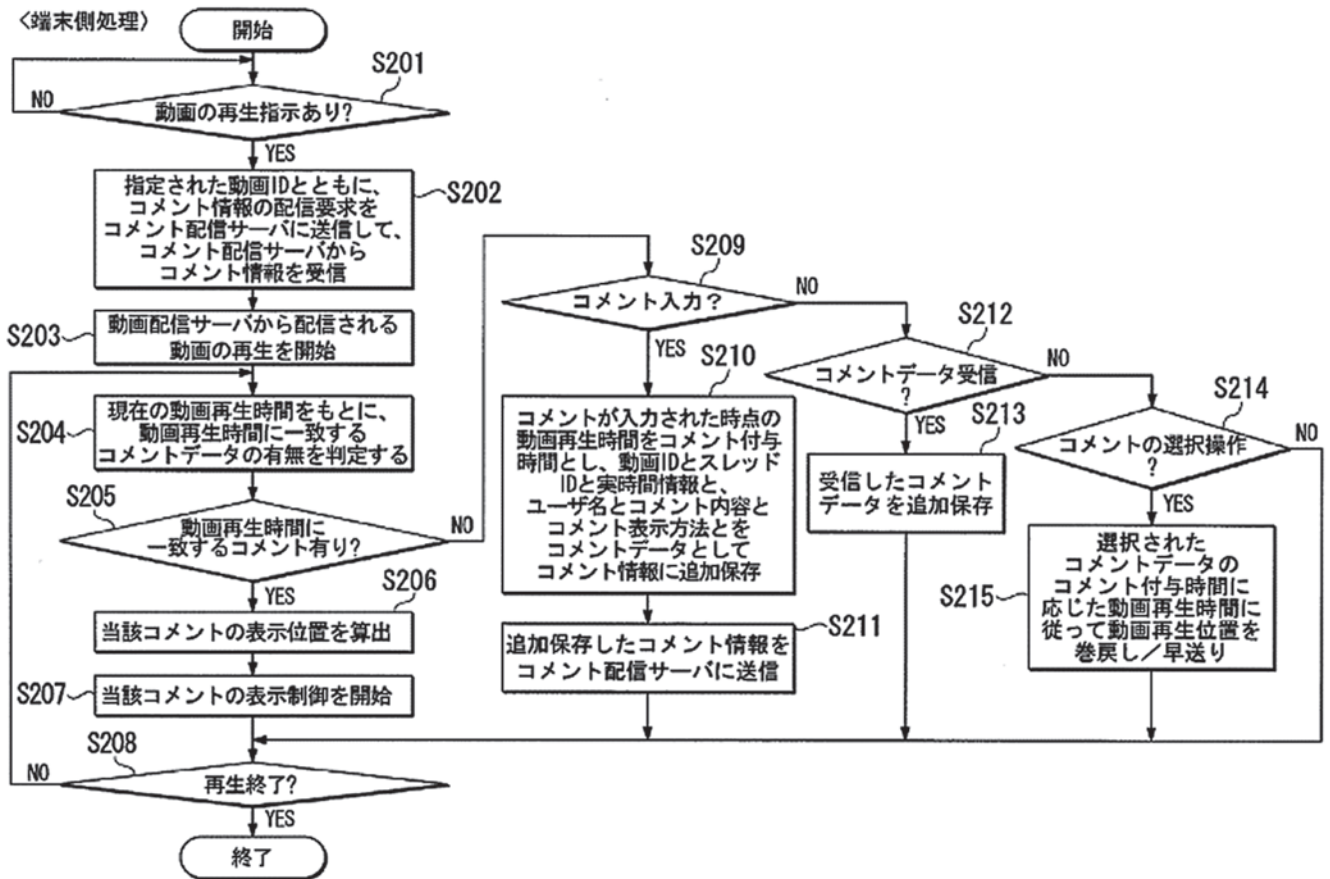 〈端末側処理〉
開始
S201
動画の再生指示あり?
NO
YES
S202
指定された動画IDとともに、
コメント情報の配信要求を
コメント配信サーバに送信して、
コメント配信サーバから
コメント情報を受信
S203
動画配信サーバから配信される
動画の再生を開始
S204
現在の動画再生時間をもとに、
動画再生時間に一致する
コメントデータの有無を判定する
S205
動画再生時間に
一致するコメント有り?
NO
YES
S206
当該コメントの表示位置を算出
S207
当該コメントの表示制御を開始
S208
再生終了?
NO
YES
終了
S209
コメント入力?
NO
YES
S210
コメントが入力された時点の
動画再生時間をコメント付与
時間とし、動画IDとスレッド
IDと実時間情報と、
ユーザ名とコメント内容と
コメント表示方法とを
コメントデータとして
コメント情報に追加保存
S211
追加保存したコメント情報を
コメント配信サーバに送信
S212
コメントデータ受信
?
NO
YES
S213
受信したコメント
データを追加保存
S214
コメントの選択操作
?
NO
YES
S215
選択された
コメントデータの
コメント付与時間に
応じた動画再生時間に
従って動画再生位置を
巻戻し/早送り